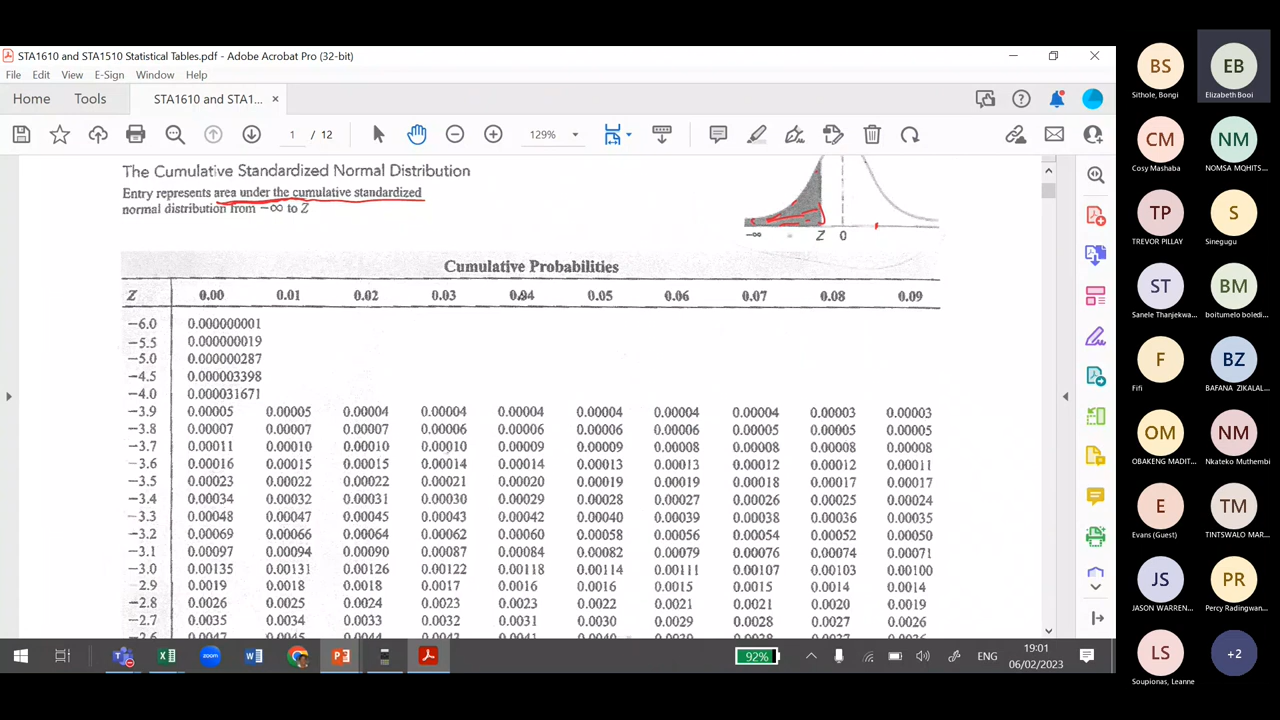 STA1610 and STA1510 Statistical Tables.pdf - Adobe Acrobat Pro (32-bit)
File Edit View E-Sign Window Help
Home Tools STA1610 and STA1... ×
1 / 12 129%
The Cumulative Standardized Normal Distribution
Entry represents area under the cumulative standardized
normal distribution from −∞ to Z
−∞ Z 0
Cumulative Probabilities
Z 0.00 0.01 0.02 0.03 0.04 0.05 0.06 0.07 0.08 0.09
−6.0 0.000000001
−5.5 0.000000019
−5.0 0.000000287
−4.5 0.000003398
−4.0 0.000031671
−3.9 0.00005 0.00005 0.00004 0.00004 0.00004 0.00004 0.00004 0.00004 0.00003 0.00003
−3.8 0.00007 0.00007 0.00007 0.00006 0.00006 0.00006 0.00006 0.00005 0.00005 0.00005
−3.7 0.00011 0.00010 0.00010 0.00010 0.00009 0.00009 0.00008 0.00008 0.00008 0.00008
−3.6 0.00016 0.00015 0.00015 0.00014 0.00014 0.00013 0.00013 0.00012 0.00012 0.00011
−3.5 0.00023 0.00022 0.00022 0.00021 0.00020 0.00019 0.00019 0.00018 0.00017 0.00017
−3.4 0.00034 0.00032 0.00031 0.00030 0.00029 0.00028 0.00027 0.00026 0.00025 0.00024
−3.3 0.00048 0.00047 0.00045 0.00043 0.00042 0.00040 0.00039 0.00038 0.00036 0.00035
−3.2 0.00069 0.00066 0.00064 0.00062 0.00060 0.00058 0.00056 0.00054 0.00052 0.00050
−3.1 0.00097 0.00094 0.00090 0.00087 0.00084 0.00082 0.00079 0.00076 0.00074 0.00071
−3.0 0.00135 0.00131 0.00126 0.00122 0.00118 0.00114 0.00111 0.00107 0.00103 0.00100
−2.9 0.0019 0.0018 0.0018 0.0017 0.0016 0.0016 0.0015 0.0015 0.0014 0.0014
−2.8 0.0026 0.0025 0.0024 0.0023 0.0023 0.0022 0.0021 0.0021 0.0020 0.0019
−2.7 0.0035 0.0034 0.0033 0.0032 0.0031 0.0030 0.0029 0.0028 0.0027 0.0026
92% ENG 19:01
06/02/2023
BS EB
Sithole, Bongi Elizabeth Booi
CM NM
Cosy Mashaba NOMSA MQHITS...
TP S
TREVOR PILLAY Sinegugu
ST BM
Sanele Thanjekwa... boitumelo boledi...
F BZ
Fifi BAFANA ZIKALAL...
OM NM
OBAKENG MADIT... Nkateko Muthembi
E TM
Evans (Guest) TINTSWALO MAR...
JS PR
JASON WARREN... Percy Radingwan...
LS +2
Soupionas, Leanne